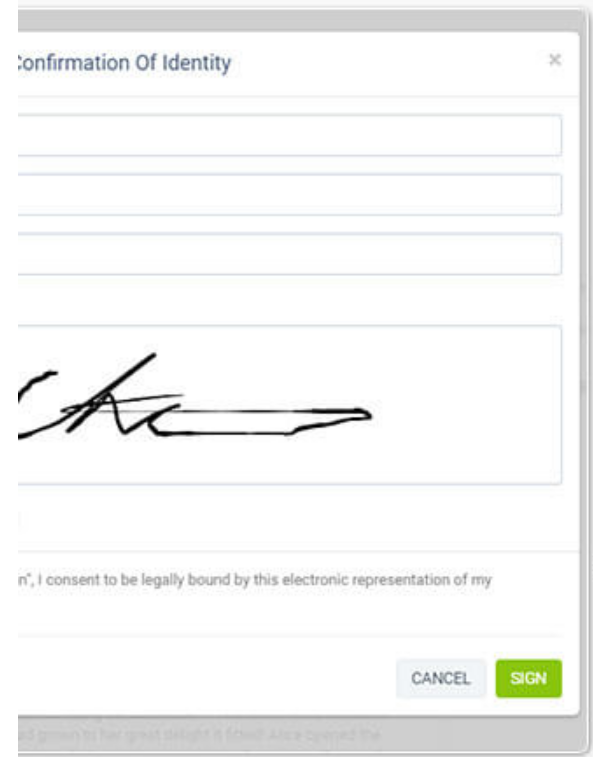 Confirmation Of Identity
×
n", I consent to be legally bound by this electronic representation of my
CANCEL
SIGN
ed grown to her great delight it fitted! Alice opened the